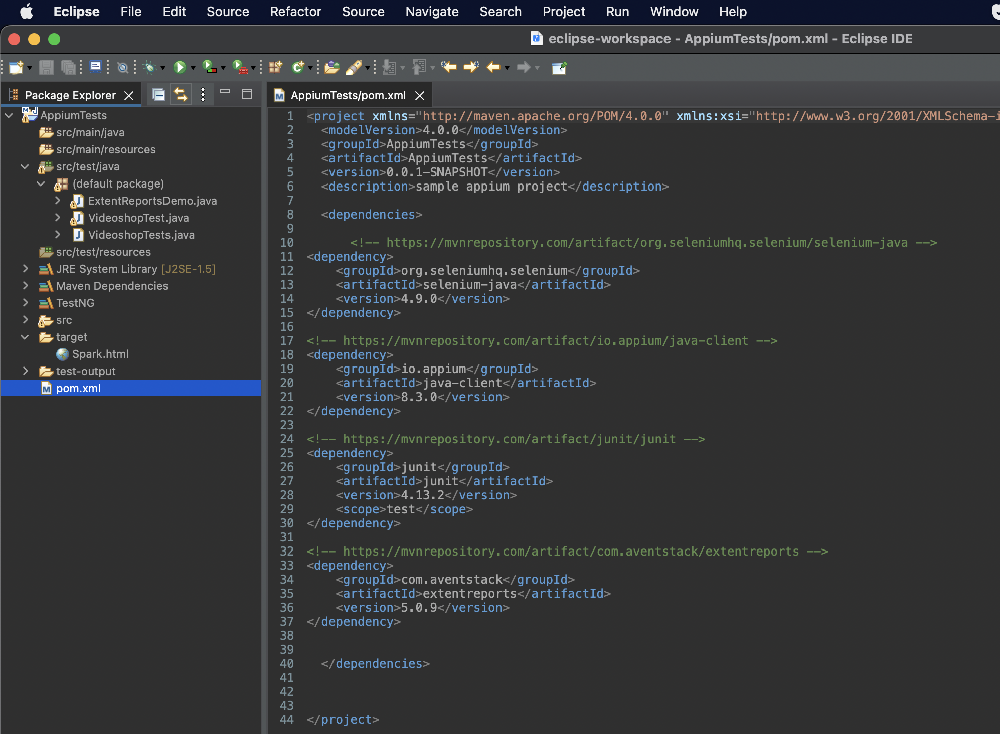 Eclipse File Edit Source Refactor Source Navigate Search Project Run Window Help
eclipse-workspace - AppiumTests/pom.xml - Eclipse IDE
Package Explorer
AppiumTests
src/main/java
src/main/resources
src/test/java
(default package)
ExtentReportsDemo.java
VideoshopTest.java
VideoshopTests.java
src/test/resources
JRE System Library [J2SE-1.5]
Maven Dependencies
TestNG
src
target
Spark.html
test-output
pom.xml
AppiumTests/pom.xml
1 <project xmlns="http://maven.apache.org/POM/4.0.0" xmlns:xsi="http://www.w3.org/2001/XMLSchema-i
2 <modelVersion>4.0.0</modelVersion>
3 <groupId>AppiumTests</groupId>
4 <artifactId>AppiumTests</artifactId>
5 <version>0.0.1-SNAPSHOT</version>
6 <description>sample appium project</description>
7
8 <dependencies>
9
10 <!-- https://mvnrepository.com/artifact/org.seleniumhq.selenium/selenium-java -->
11 <dependency>
12 <groupId>org.seleniumhq.selenium</groupId>
13 <artifactId>selenium-java</artifactId>
14 <version>4.9.0</version>
15 </dependency>
16
17 <!-- https://mvnrepository.com/artifact/io.appium/java-client -->
18 <dependency>
19 <groupId>io.appium</groupId>
20 <artifactId>java-client</artifactId>
21 <version>8.3.0</version>
22 </dependency>
23
24 <!-- https://mvnrepository.com/artifact/junit/junit -->
25 <dependency>
26 <groupId>junit</groupId>
27 <artifactId>junit</artifactId>
28 <version>4.13.2</version>
29 <scope>test</scope>
30 </dependency>
31
32 <!-- https://mvnrepository.com/artifact/com.aventstack/extentreports -->
33 <dependency>
34 <groupId>com.aventstack</groupId>
35 <artifactId>extentreports</artifactId>
36 <version>5.0.9</version>
37 </dependency>
38
39
40 </dependencies>
41
42
43
44 </project>